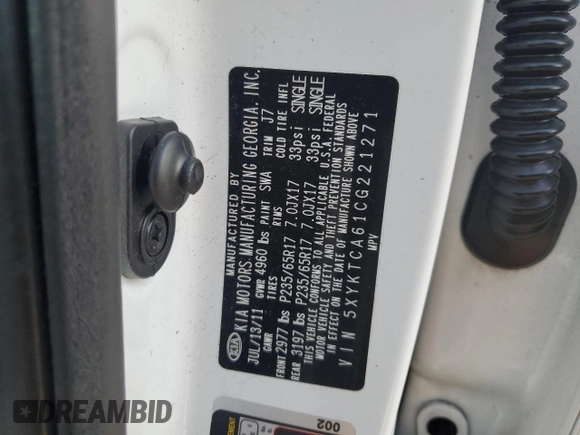 MANUFACTURED BY
KIA KIA MOTORS MANUFACTURING GEORGIA, INC.
JUL/13/11 GVWR 4960 lbs PAINT SWA TRIM J7
GAWR TIRES RIMS COLD TIRE INFL
FRONT 2977 lbs P235/65R17 7.0JX17 33psi SINGLE
REAR 3197 lbs P235/65R17 7.0JX17 33psi SINGLE
THIS VEHICLE CONFORMS TO ALL APPLICABLE U.S.A. FEDERAL
MOTOR VEHICLE SAFETY AND THEFT PREVENTION STANDARDS
IN EFFECT ON THE DATE OF MANUFACTURE SHOWN ABOVE
VIN 5XYKTCA61CG221271
MPV
002
DREAMBID